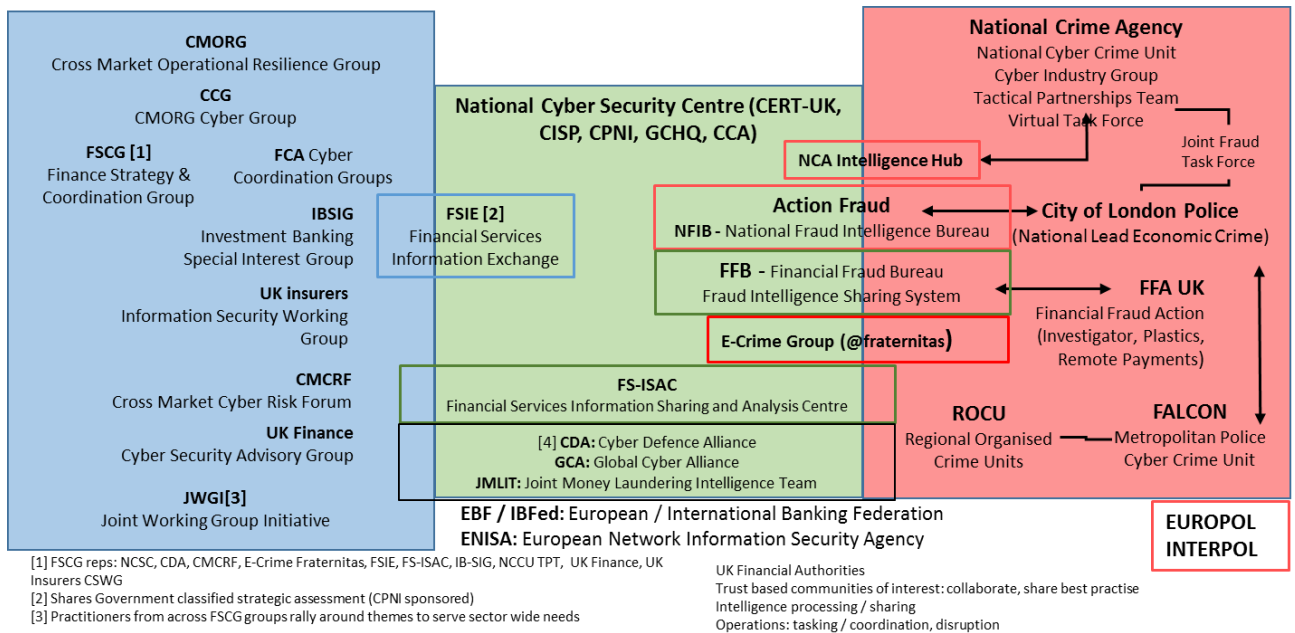 CMORG
Cross Market Operational Resilience Group
CCG
CMORG Cyber Group
FSCG [1]
Finance Strategy &
Coordination Group
FCA Cyber
Coordination Groups
IBSIG
Investment Banking
Special Interest Group
UK insurers
Information Security Working
Group
CMCRF
Cross Market Cyber Risk Forum
UK Finance
Cyber Security Advisory Group
JWGI[3]
Joint Working Group Initiative
National Cyber Security Centre (CERT-UK,
CISP, CPNI, GCHQ, CCA)
FSIE [2]
Financial Services
Information Exchange
NCA Intelligence Hub
Action Fraud
NFIB - National Fraud Intelligence Bureau
FFB - Financial Fraud Bureau
Fraud Intelligence Sharing System
E-Crime Group (@fraternitas)
FS-ISAC
Financial Services Information Sharing and Analysis Centre
[4] CDA: Cyber Defence Alliance
GCA: Global Cyber Alliance
JMLIT: Joint Money Laundering Intelligence Team
National Crime Agency
National Cyber Crime Unit
Cyber Industry Group
Tactical Partnerships Team
Virtual Task Force
Joint Fraud
Task Force
City of London Police
(National Lead Economic Crime)
FFA UK
Financial Fraud Action
(Investigator, Plastics,
Remote Payments)
ROCU
Regional Organised
Crime Units
FALCON
Metropolitan Police
Cyber Crime Unit
EBF / IBFed: European / International Banking Federation
ENISA: European Network Information Security Agency
EUROPOL
INTERPOL
[1] FSCG reps: NCSC, CDA, CMCRF, E-Crime Fraternitas, FSIE, FS-ISAC, IB-SIG, NCCU TPT, UK Finance, UK
Insurers CSWG
[2] Shares Government classified strategic assessment (CPNI sponsored)
[3] Practitioners from across FSCG groups rally around themes to serve sector wide needs
UK Financial Authorities
Trust based communities of interest: collaborate, share best practise
Intelligence processing / sharing
Operations: tasking / coordination, disruption